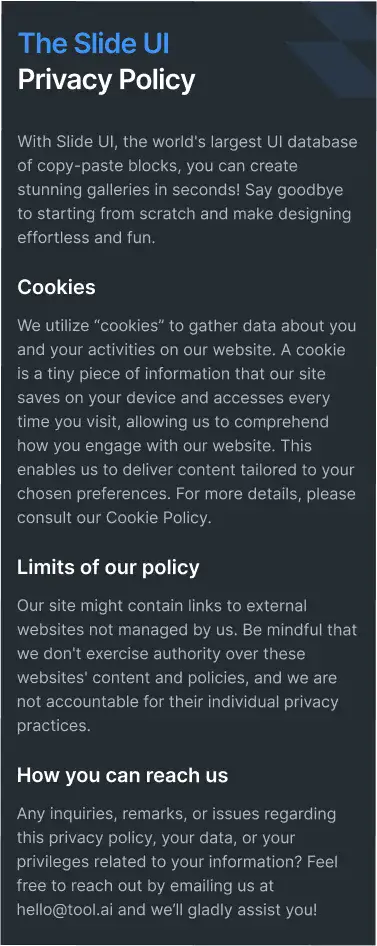 The Slide UI
Privacy Policy
With Slide UI, the world's largest UI database
of copy-paste blocks, you can create
stunning galleries in seconds! Say goodbye
to starting from scratch and make designing
effortless and fun.
Cookies
We utilize “cookies” to gather data about you
and your activities on our website. A cookie
is a tiny piece of information that our site
saves on your device and accesses every
time you visit, allowing us to comprehend
how you engage with our website. This
enables us to deliver content tailored to your
chosen preferences. For more details, please
consult our Cookie Policy.
Limits of our policy
Our site might contain links to external
websites not managed by us. Be mindful that
we don't exercise authority over these
websites' content and policies, and we are
not accountable for their individual privacy
practices.
How you can reach us
Any inquiries, remarks, or issues regarding
this privacy policy, your data, or your
privileges related to your information? Feel
free to reach out by emailing us at
hello@tool.ai and we’ll gladly assist you!